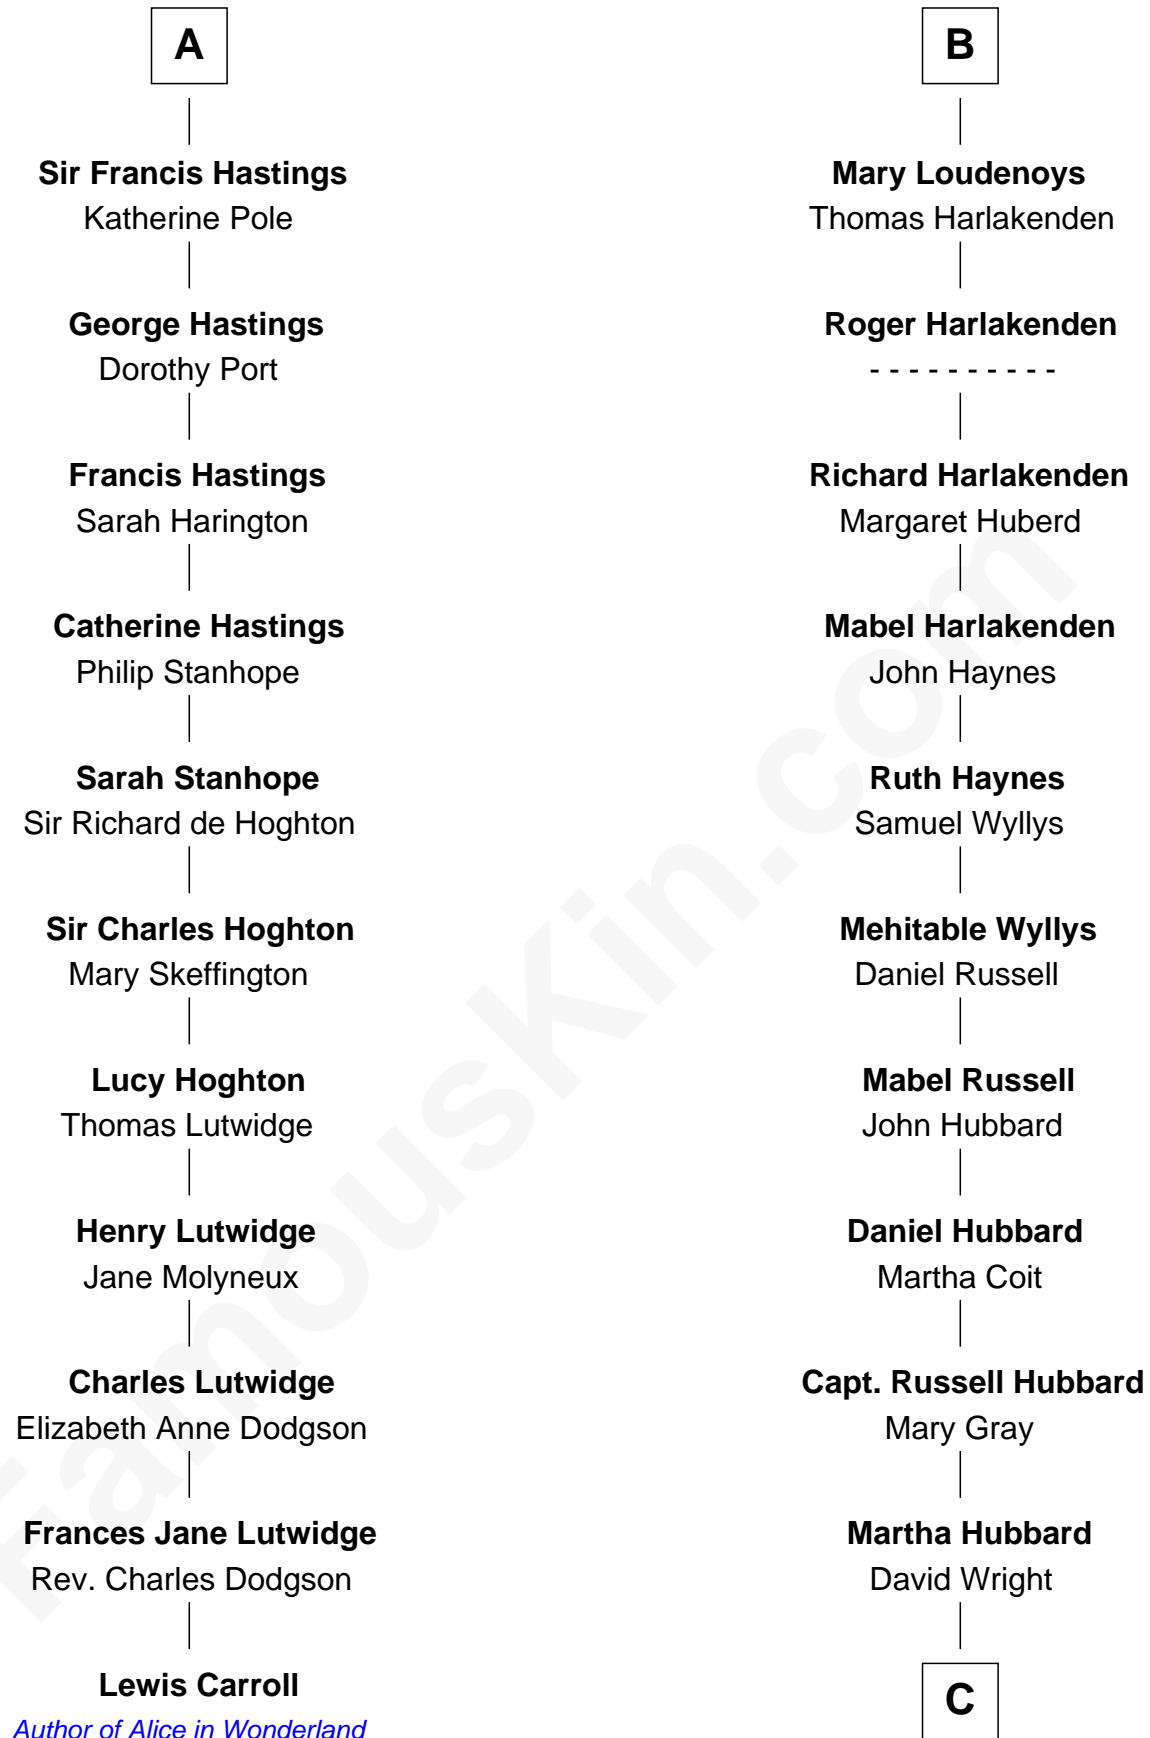 A
Sir Francis Hastings
Katherine Pole
George Hastings
Dorothy Port
Francis Hastings
Sarah Harington
Catherine Hastings
Philip Stanhope
Sarah Stanhope
Sir Richard de Hoghton
Sir Charles Hoghton
Mary Skeffington
Lucy Hoghton
Thomas Lutwidge
Henry Lutwidge
Jane Molyneux
Charles Lutwidge
Elizabeth Anne Dodgson
Frances Jane Lutwidge
Rev. Charles Dodgson
Lewis Carroll
Author of Alice in Wonderland
B
Mary Loudenoys
Thomas Harlakenden
Roger Harlakenden
- - - - - - - - - -
Richard Harlakenden
Margaret Huberd
Mabel Harlakenden
John Haynes
Ruth Haynes
Samuel Wyllys
Mehitable Wyllys
Daniel Russell
Mabel Russell
John Hubbard
Daniel Hubbard
Martha Coit
Capt. Russell Hubbard
Mary Gray
Martha Hubbard
David Wright
C
FamousKin.com